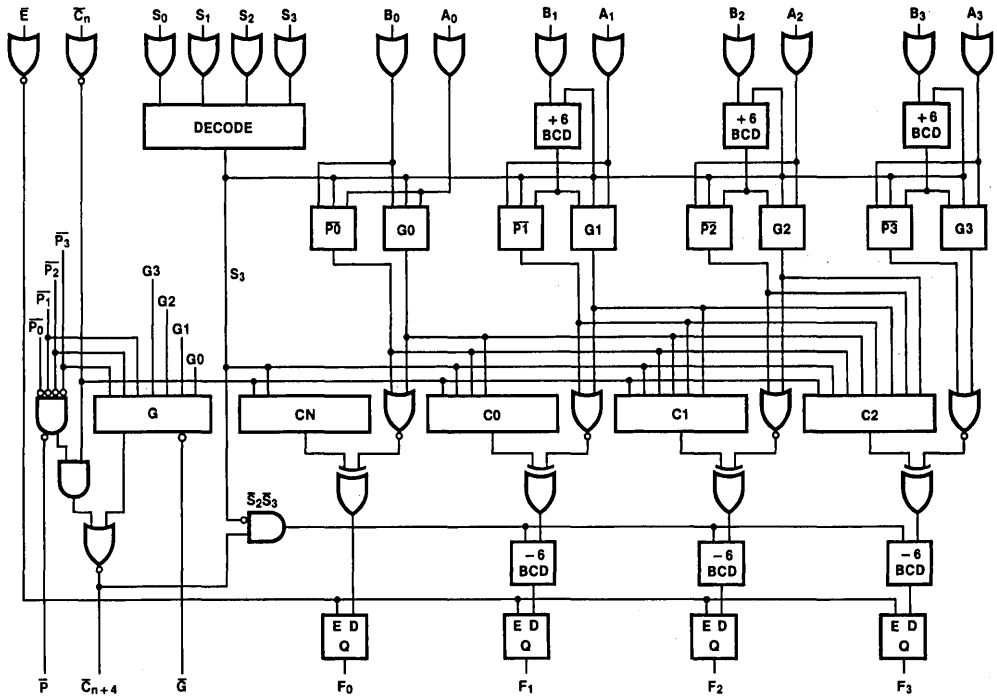 E̅ C̅n S0 S1 S2 S3 B0 A0 B1 A1 B2 A2 B3 A3
+6 BCD +6 BCD +6 BCD
DECODE
P̅0̅ G0 P̅1̅ G1 P̅2̅ G2 P̅3̅ G3
P̅3̅
P̅2̅
P̅1̅
P̅0̅
S3
G3
G2
G1
G0
G CN C0 C1 C2
S̅2S̅3
−6 BCD −6 BCD −6 BCD
E D Q E D Q E D Q E D Q
P̅ C̅n+4 G̅ F0 F1 F2 F3